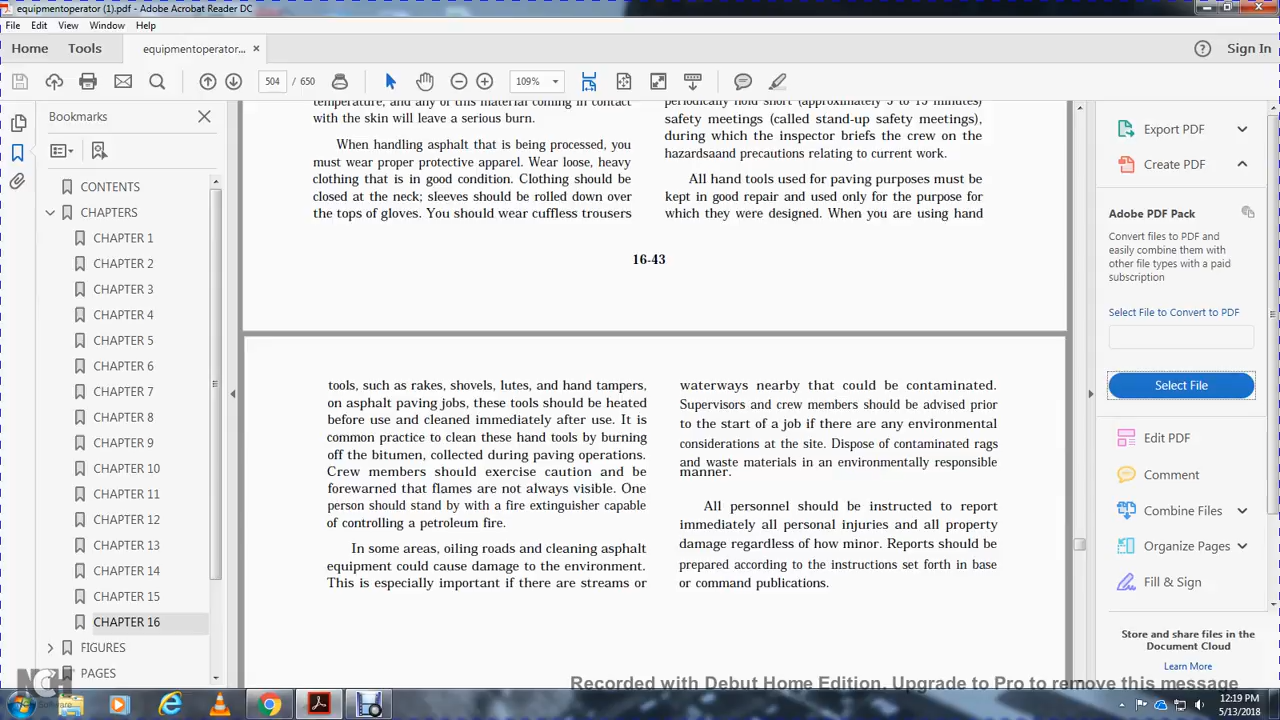 equipmentoperator (1).pdf - Adobe Acrobat Reader DC
File Edit View Window Help
Home Tools equipmentoperator... × Sign In
504 / 650 109%
Bookmarks
CONTENTS
CHAPTERS
CHAPTER 1
CHAPTER 2
CHAPTER 3
CHAPTER 4
CHAPTER 5
CHAPTER 6
CHAPTER 7
CHAPTER 8
CHAPTER 9
CHAPTER 10
CHAPTER 11
CHAPTER 12
CHAPTER 13
CHAPTER 14
CHAPTER 15
CHAPTER 16
FIGURES
PAGES
temperature, and any of this material coming in contact
with the skin will leave a serious burn.
When handling asphalt that is being processed, you
must wear proper protective apparel. Wear loose, heavy
clothing that is in good condition. Clothing should be
closed at the neck; sleeves should be rolled down over
the tops of gloves. You should wear cuffless trousers
periodically hold short (approximately 5 to 15 minutes)
safety meetings (called stand-up safety meetings),
during which the inspector briefs the crew on the
hazardsaand precautions relating to current work.
All hand tools used for paving purposes must be
kept in good repair and used only for the purpose for
which they were designed. When you are using hand
16-43
tools, such as rakes, shovels, lutes, and hand tampers,
on asphalt paving jobs, these tools should be heated
before use and cleaned immediately after use. It is
common practice to clean these hand tools by burning
off the bitumen, collected during paving operations.
Crew members should exercise caution and be
forewarned that flames are not always visible. One
person should stand by with a fire extinguisher capable
of controlling a petroleum fire.
In some areas, oiling roads and cleaning asphalt
equipment could cause damage to the environment.
This is especially important if there are streams or
waterways nearby that could be contaminated.
Supervisors and crew members should be advised prior
to the start of a job if there are any environmental
considerations at the site. Dispose of contaminated rags
and waste materials in an environmentally responsible
manner.
All personnel should be instructed to report
immediately all personal injuries and all property
damage regardless of how minor. Reports should be
prepared according to the instructions set forth in base
or command publications.
Export PDF
Create PDF
Adobe PDF Pack
Convert files to PDF and
easily combine them with
other file types with a paid
subscription
Select File to Convert to PDF
Select File
Edit PDF
Comment
Combine Files
Organize Pages
Fill & Sign
Store and share files in the
Document Cloud
Learn More
NCH
Software
Recorded with Debut Home Edition. Upgrade to Pro to remove this message
12:19 PM
5/13/2018